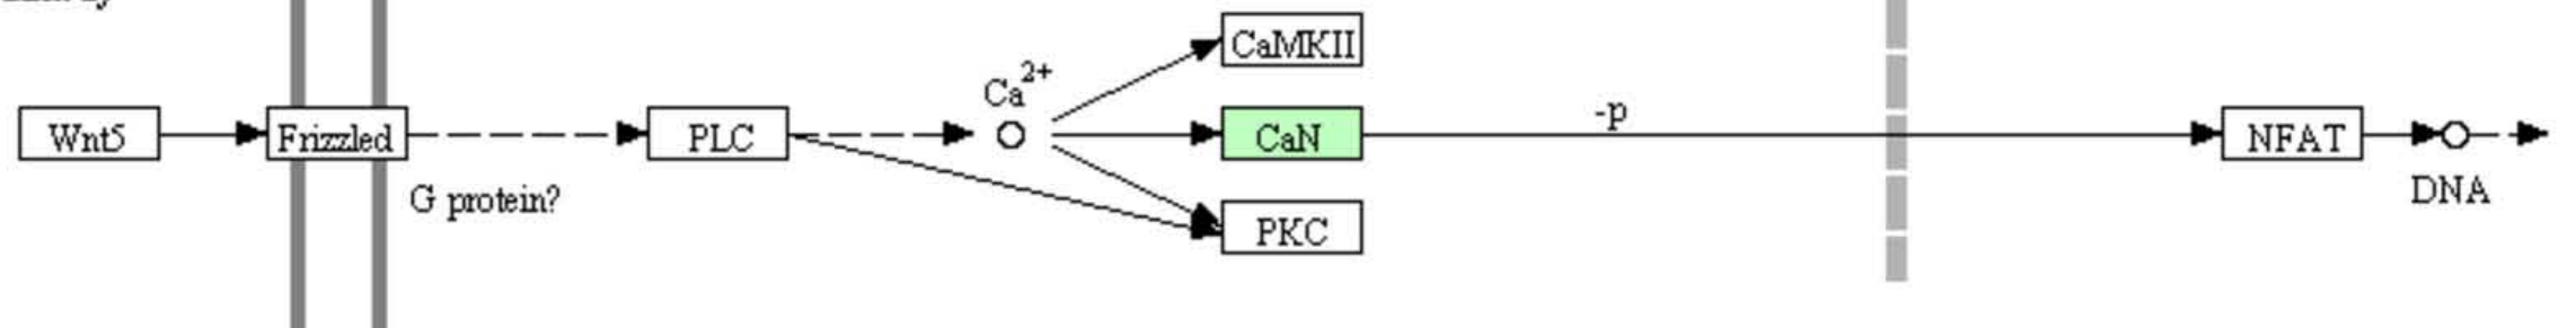 CaMKII
Ca2+
Wnt5
Frizzled
PLC
CaN
-p
NFAT
G protein?
DNA
PKC